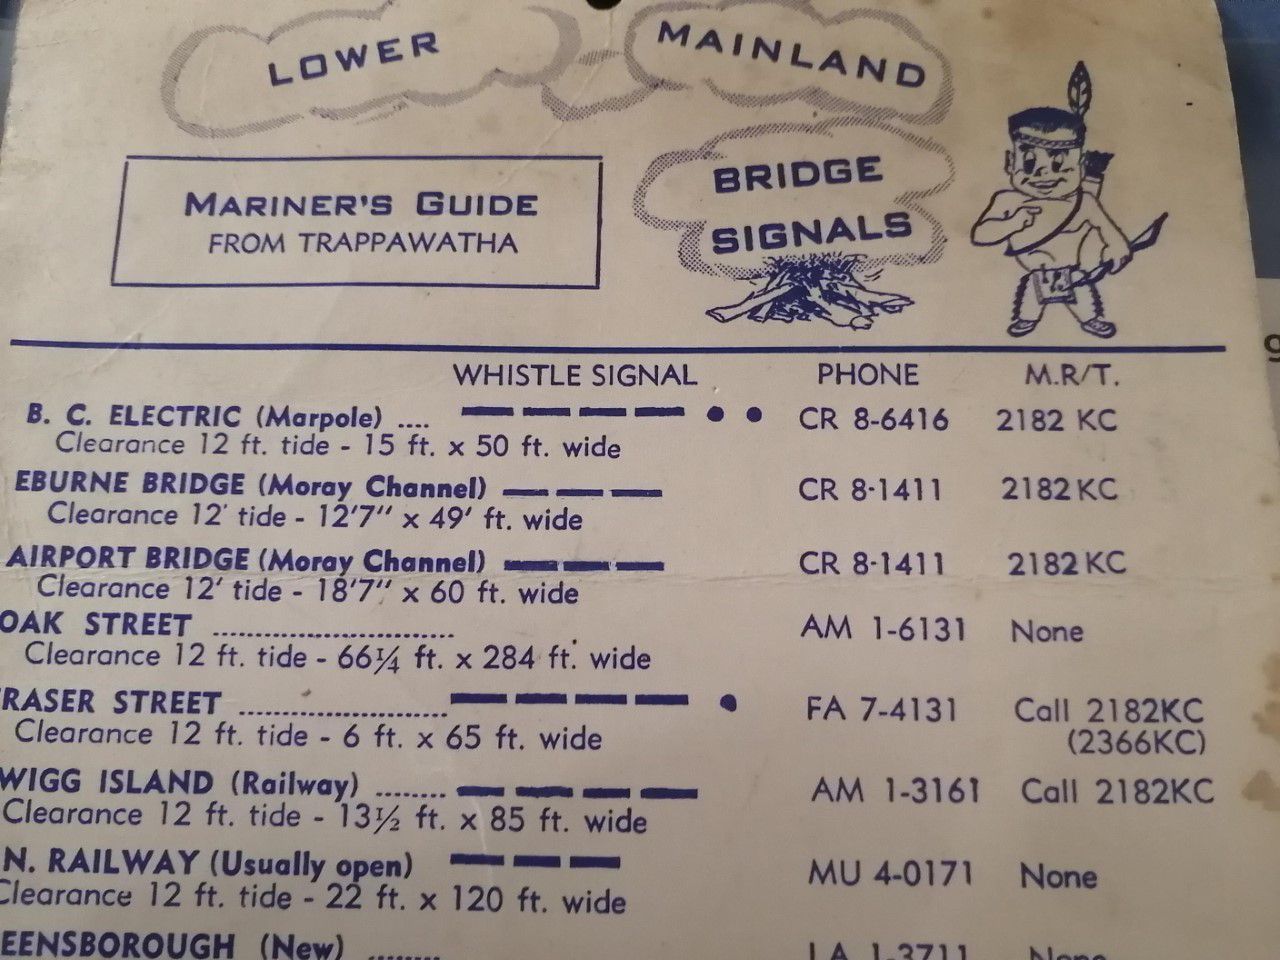 LOWER MAINLAND
BRIDGE
SIGNALS
MARINER'S GUIDE
FROM TRAPPAWATHA
WHISTLE SIGNAL PHONE M.R/T.
B. C. ELECTRIC (Marpole) .... — — — — • • CR 8-6416 2182 KC
Clearance 12 ft. tide - 15 ft. x 50 ft. wide
EBURNE BRIDGE (Moray Channel) — — — CR 8-1411 2182 KC
Clearance 12' tide - 12'7" x 49' ft. wide
AIRPORT BRIDGE (Moray Channel) — — — CR 8-1411 2182 KC
Clearance 12' tide - 18'7" x 60 ft. wide
OAK STREET ............................. AM 1-6131 None
Clearance 12 ft. tide - 66¼ ft. x 284 ft. wide
RASER STREET ......................... — — — — • FA 7-4131 Call 2182KC
(2366KC)
Clearance 12 ft. tide - 6 ft. x 65 ft. wide
WIGG ISLAND (Railway) ........ — — — — AM 1-3161 Call 2182KC
Clearance 12 ft. tide - 13½ ft. x 85 ft. wide
N. RAILWAY (Usually open) — — — MU 4-0171 None
Clearance 12 ft. tide - 22 ft. x 120 ft. wide
EENSBOROUGH (New) ........ LA 1-3711 None